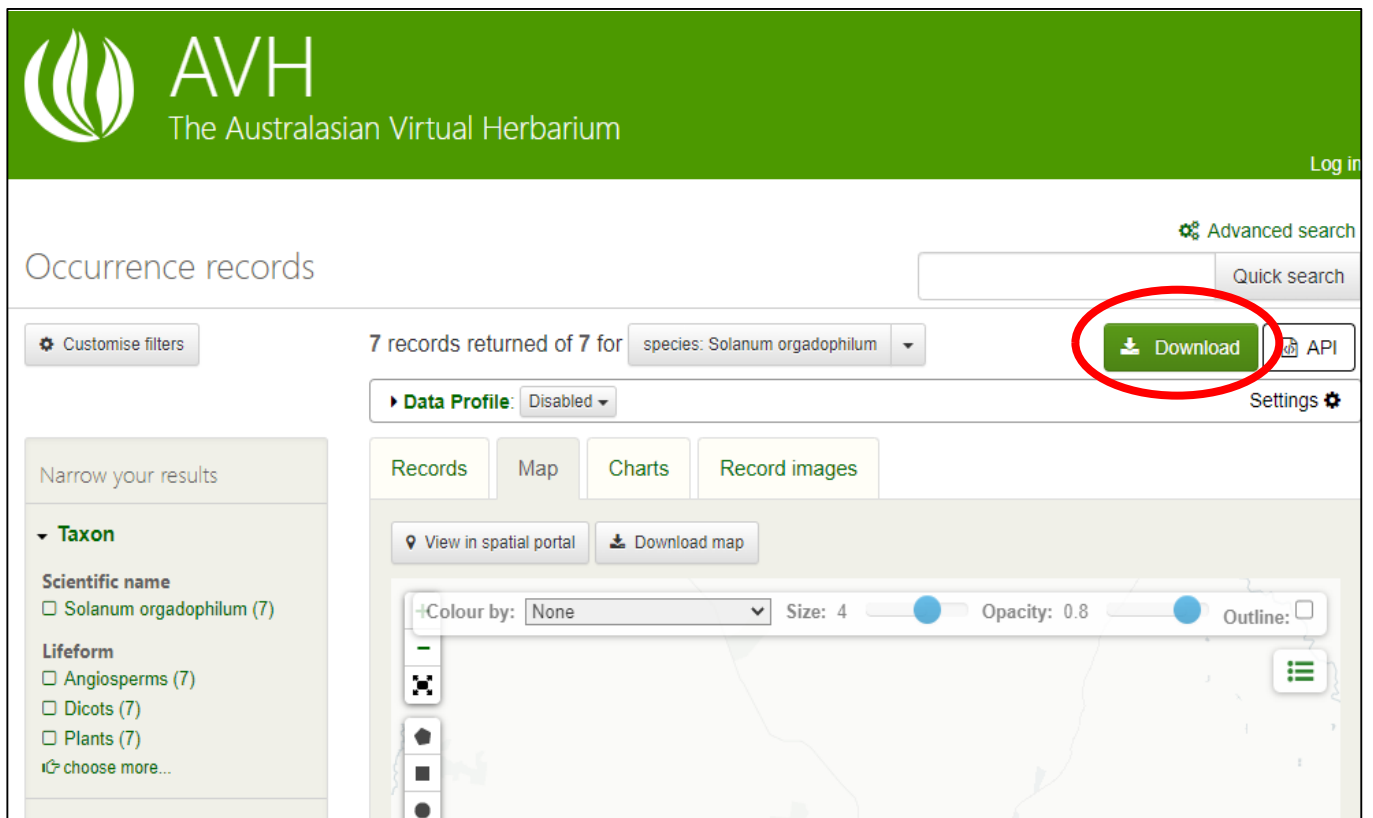 AVH
The Australasian Virtual Herbarium
Log in
Advanced search
Occurrence records
Quick search
Customise filters
7 records returned of 7 for species: Solanum orgadophilum
Download
API
Data Profile: Disabled
Settings
Narrow your results
Records Map Charts Record images
Taxon
View in spatial portal Download map
Scientific name
Solanum orgadophilum (7)
Colour by: None Size: 4 Opacity: 0.8 Outline:
Lifeform
Angiosperms (7)
Dicots (7)
Plants (7)
choose more...